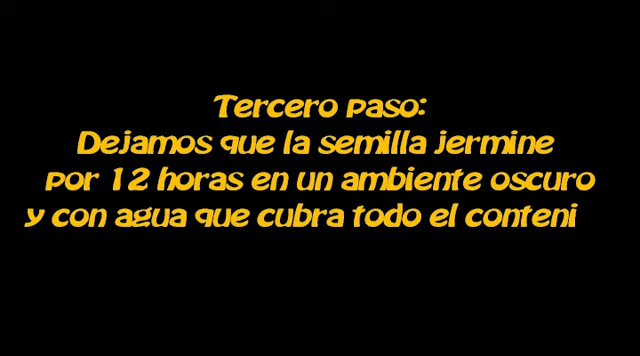 Tercero paso:
Dejamos que la semilla jermine
por 12 horas en un ambiente oscuro
y con agua que cubra todo el conteni